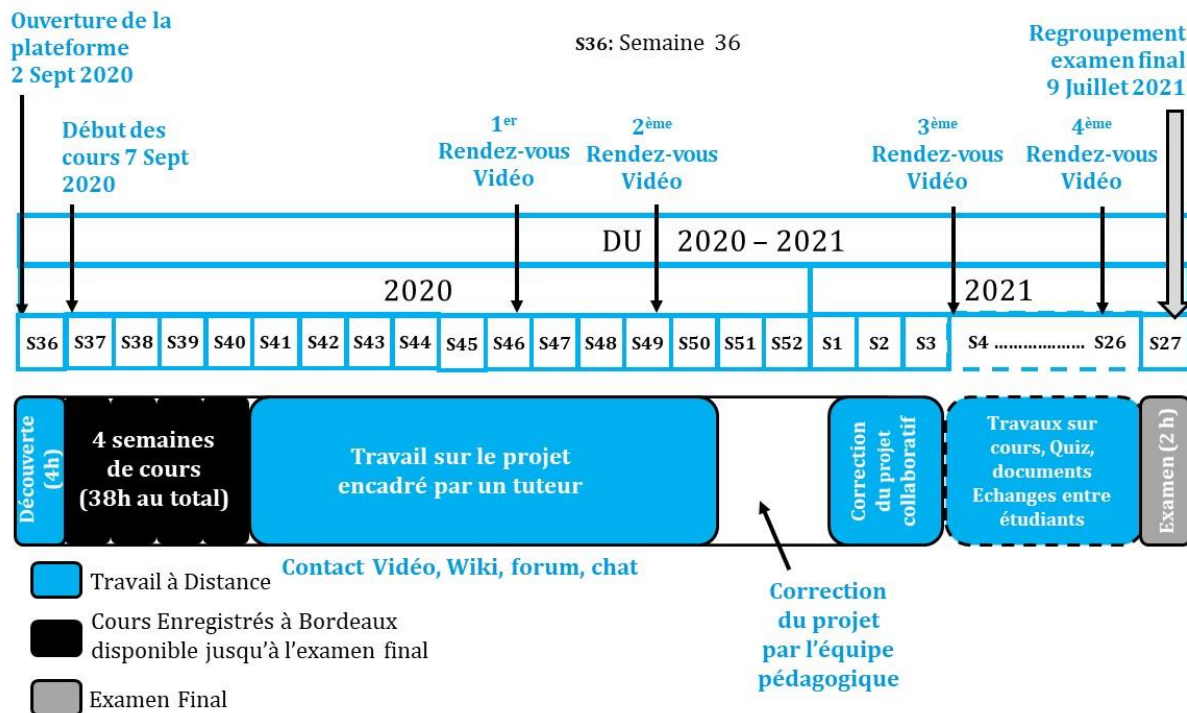 Ouverture de la
plateforme
2 Sept 2020
S36: Semaine 36
Regroupement
examen final
9 Juillet 2021
Début des
cours 7 Sept
2020
1er
Rendez-vous
Vidéo
2ème
Rendez-vous
Vidéo
3ème
Rendez-vous
Vidéo
4ème
Rendez-vous
Vidéo
DU 2020 – 2021
2020
2021
S36 S37 S38 S39 S40 S41 S42 S43 S44 S45 S46 S47 S48 S49 S50 S51 S52 S1 S2 S3 S4 ................... S26 S27
Découverte
(4h)
4 semaines
de cours
(38h au total)
Travail sur le projet
encadré par un tuteur
Correction
du projet
collaboratif
Travaux sur
cours, Quiz,
documents
Echanges entre
étudiants
Examen (2 h)
Contact Vidéo, Wiki, forum, chat
Correction
du projet
par l’équipe
pédagogique
Travail à Distance
Cours Enregistrés à Bordeaux
disponible jusqu’à l’examen final
Examen Final